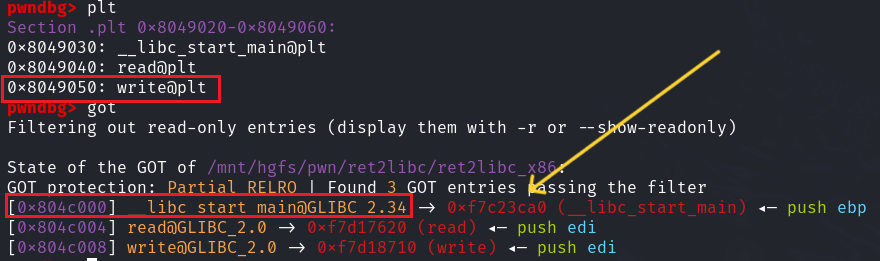 pwndbg> plt
Section .plt 0×8049020-0×8049060:
0×8049030: __libc_start_main@plt
0×8049040: read@plt
0×8049050: write@plt
pwndbg> got
Filtering out read-only entries (display them with -r or --show-readonly)
State of the GOT of /mnt/hgfs/pwn/ret2libc/ret2libc_x86:
GOT protection: Partial RELRO | Found 3 GOT entries passing the filter
[0×804c000] __libc_start_main@GLIBC_2.34 → 0×f7c23ca0 (__libc_start_main) ◂— push ebp
[0×804c004] read@GLIBC_2.0 → 0×f7d17620 (read) ◂— push edi
[0×804c008] write@GLIBC_2.0 → 0×f7d18710 (write) ◂— push edi